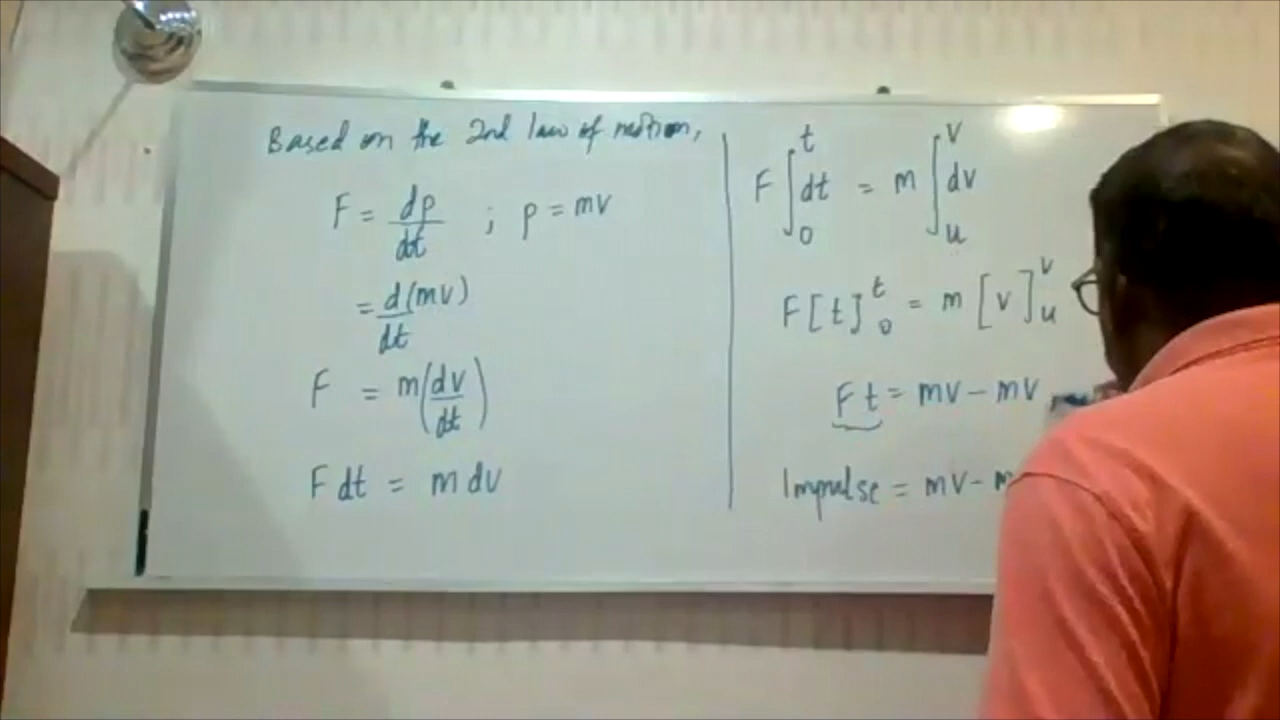 Based on the 2nd law of motion,
F = dp/dt ; p = mv
= d(mv)/dt
F = m(dv/dt)
F dt = m dv
F ∫₀ᵗ dt = m ∫ᵤᵛ dv
F[t]₀ᵗ = m [v]ᵤᵛ
Ft = mv - mv
Impulse = mv - m